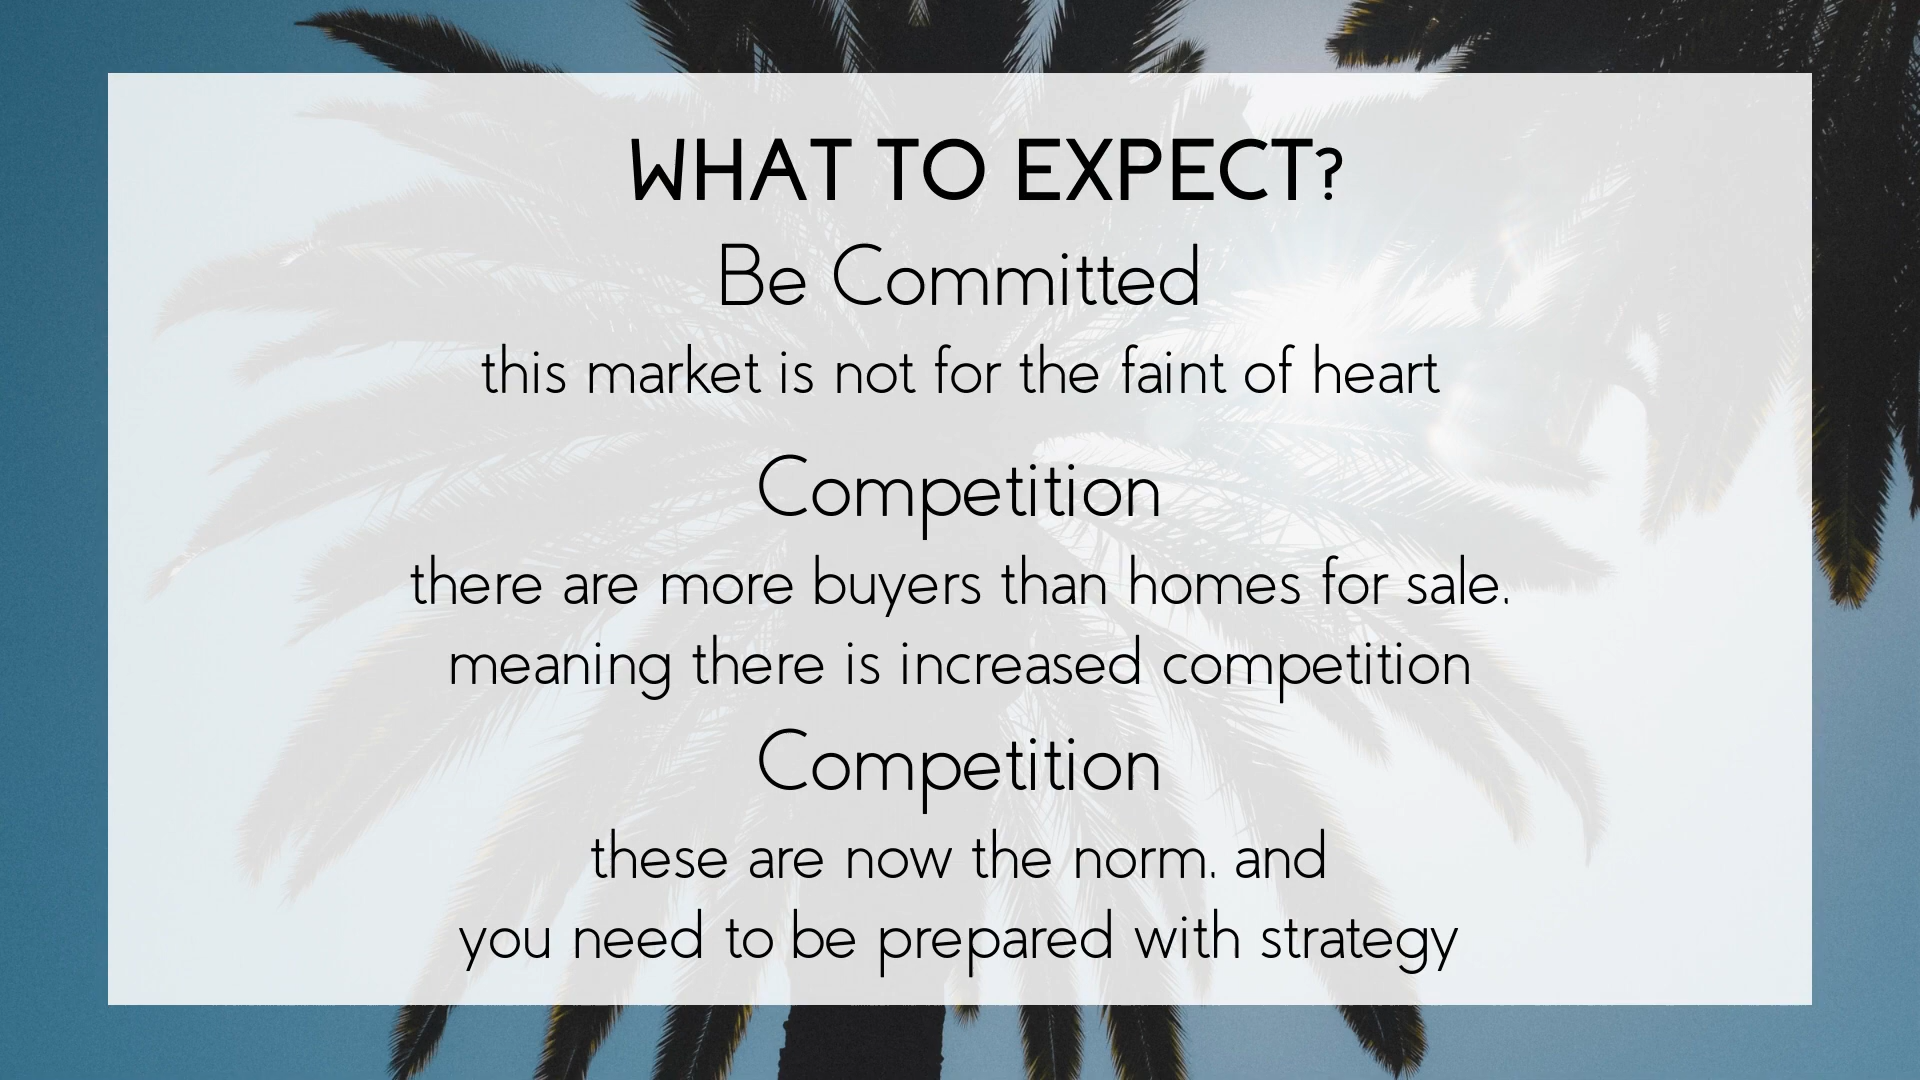 WHAT TO EXPECT?
Be Committed
this market is not for the faint of heart
Competition
there are more buyers than homes for sale.
meaning there is increased competition
Competition
these are now the norm. and
you need to be prepared with strategy